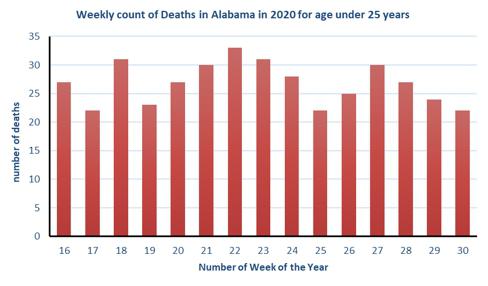 Weekly count of Deaths in Alabama in 2020 for age under 25 years
number of deaths
35
30
25
20
15
10
5
0
16 17 18 19 20 21 22 23 24 25 26 27 28 29 30
Number of Week of the Year